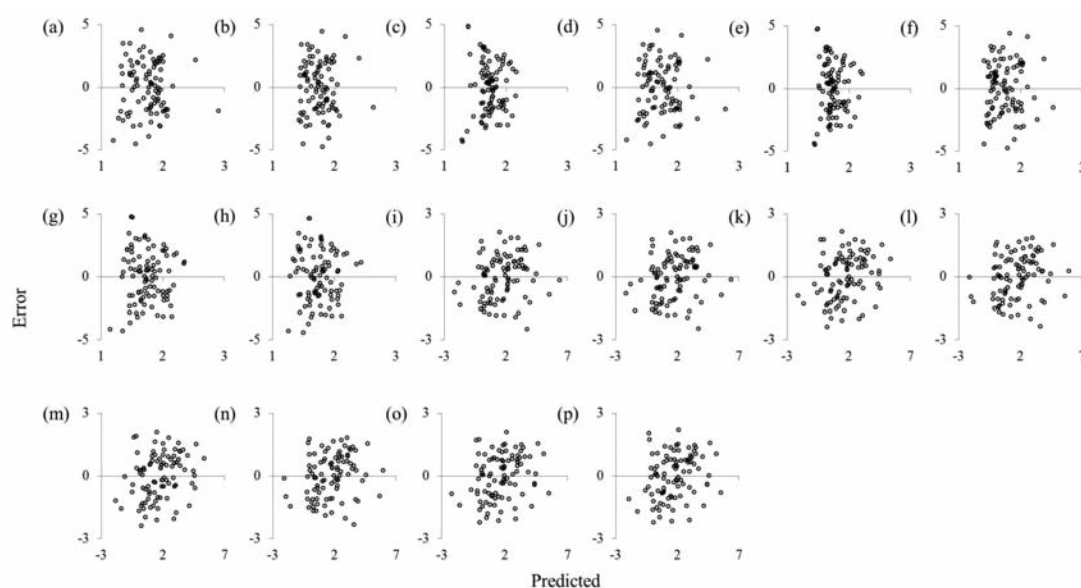 (a) 5 (b) 5 (c) 5 (d) 5 (e) 5 (f) 5
0 0 0 0 0 0
-5 -5 -5 -5 -5 -5
1 2 3 1 2 3 1 2 3 1 2 3 1 2 3 1 2 3
(g) 5 (h) 5 (i) 3 (j) 3 (k) 3 (l) 3
0 0 0 0 0 0
-5 -5 -3 -3 -3 -3
1 2 3 1 2 3 -3 2 7 -3 2 7 -3 2 7 -3 2 7
Error
(m) 3 (n) 3 (o) 3 (p) 3
0 0 0 0
-3 -3 -3 -3
-3 2 7 -3 2 7 -3 2 7 -3 2 7
Predicted